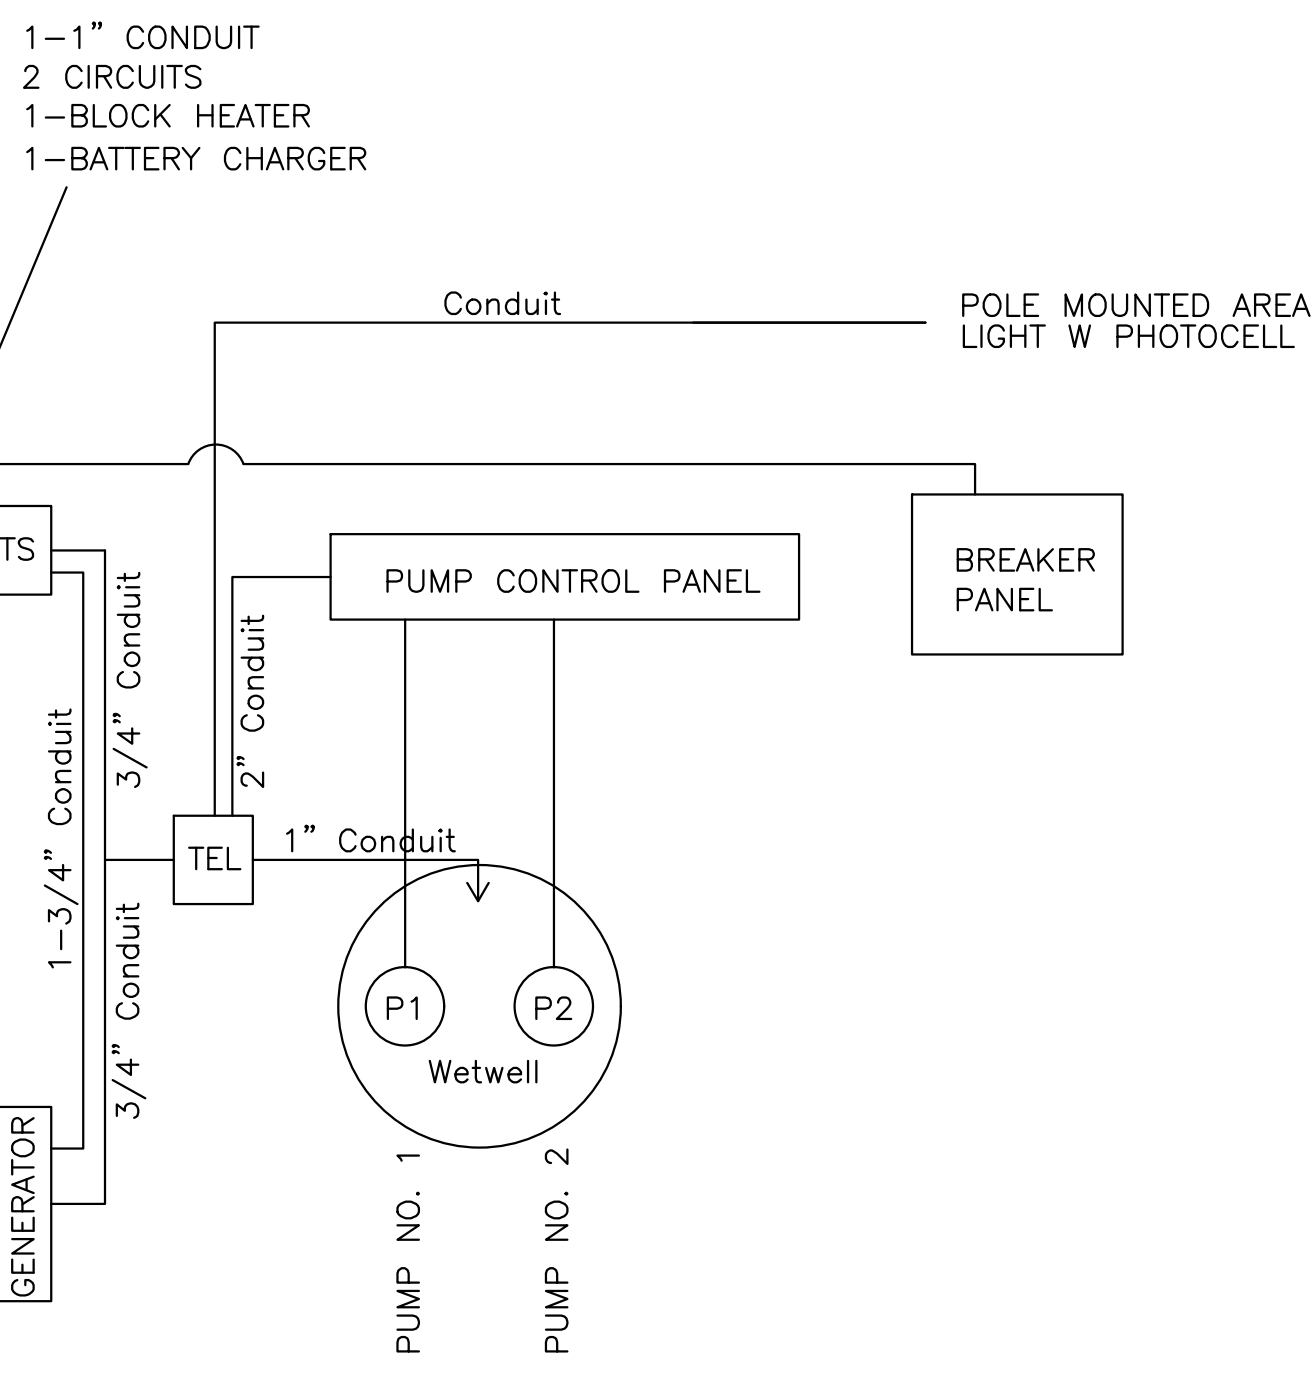 1-1" CONDUIT
2 CIRCUITS
1-BLOCK HEATER
1-BATTERY CHARGER
Conduit
POLE MOUNTED AREA
LIGHT W PHOTOCELL
TS
PUMP CONTROL PANEL
BREAKER
PANEL
3/4" Conduit
2" Conduit
1-3/4" Conduit
TEL
1" Conduit
3/4" Conduit
P1
P2
Wetwell
GENERATOR
PUMP NO. 1
PUMP NO. 2